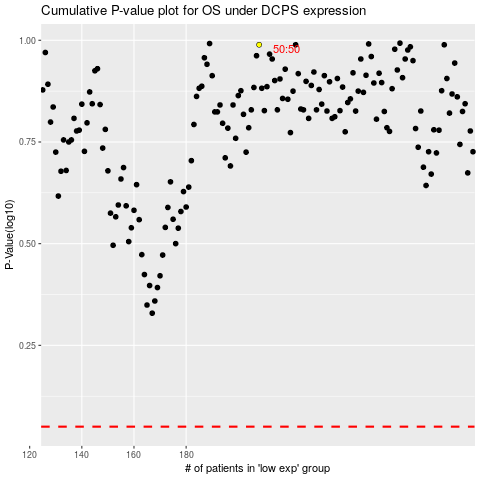 Cumulative P-value plot for OS under DCPS expression
P-Value(log10)
1.00
0.75
0.50
0.25
50:50
120 140 160 180
# of patients in 'low exp' group